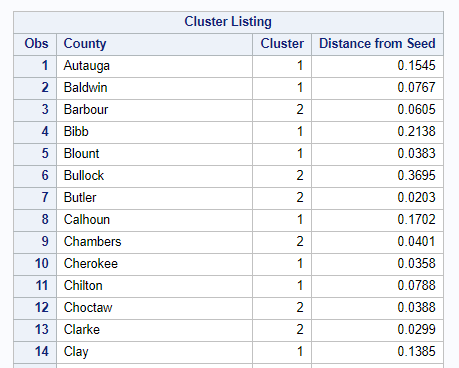 Cluster Listing
Obs County Cluster Distance from Seed
1 Autauga 1 0.1545
2 Baldwin 1 0.0767
3 Barbour 2 0.0605
4 Bibb 1 0.2138
5 Blount 1 0.0383
6 Bullock 2 0.3695
7 Butler 2 0.0203
8 Calhoun 1 0.1702
9 Chambers 2 0.0401
10 Cherokee 1 0.0358
11 Chilton 1 0.0788
12 Choctaw 2 0.0388
13 Clarke 2 0.0299
14 Clay 1 0.1385